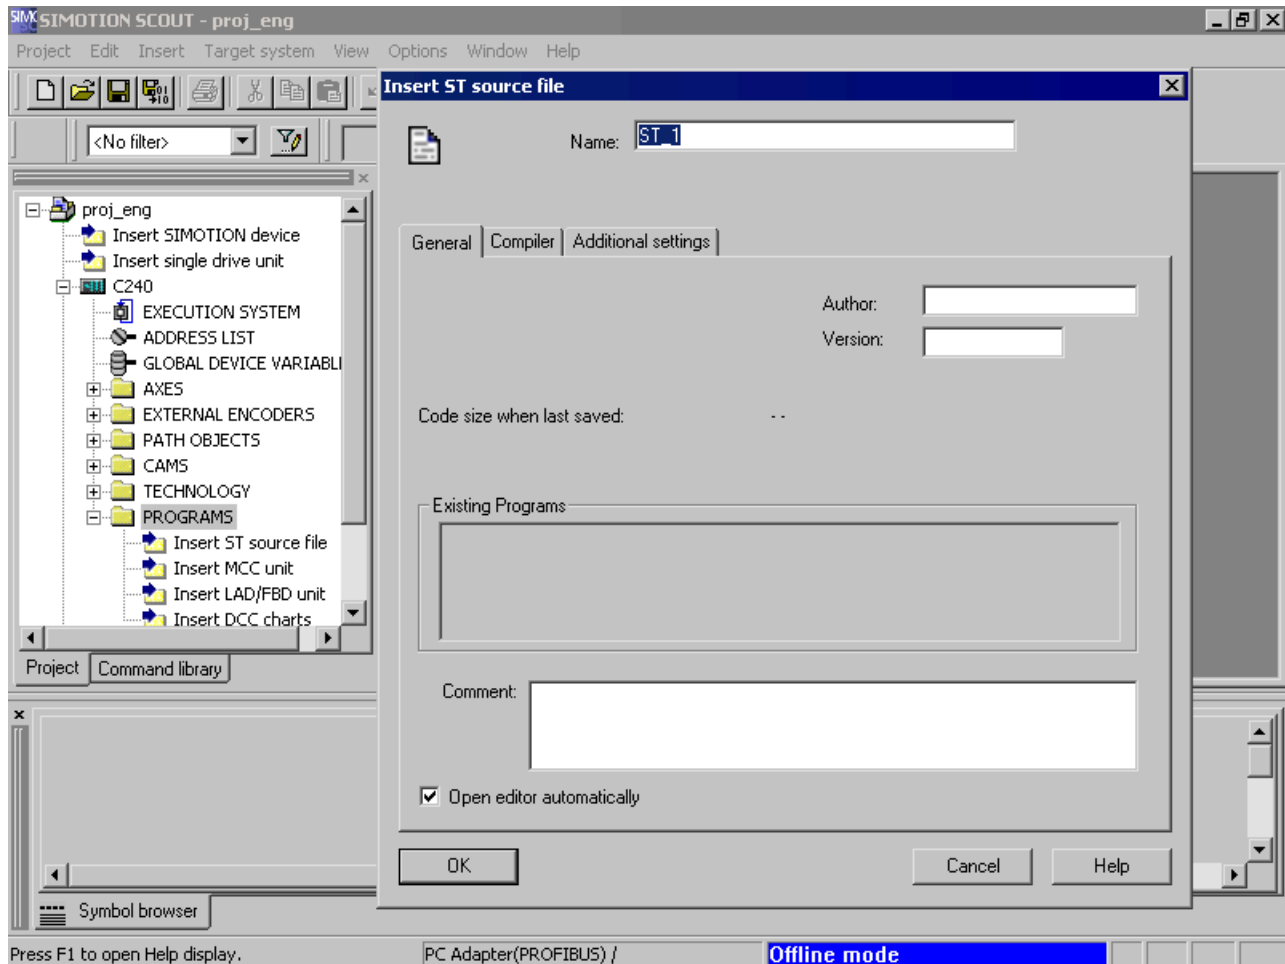 SIMOTION SCOUT - proj_eng
Project Edit Insert Target system View Options Window Help
<No filter>
proj_eng
Insert SIMOTION device
Insert single drive unit
C240
EXECUTION SYSTEM
ADDRESS LIST
GLOBAL DEVICE VARIABL
AXES
EXTERNAL ENCODERS
PATH OBJECTS
CAMS
TECHNOLOGY
PROGRAMS
Insert ST source file
Insert MCC unit
Insert LAD/FBD unit
Insert DCC charts
Project Command library
Insert ST source file
Name: ST_1
General Compiler Additional settings
Author:
Version:
Code size when last saved: - -
Existing Programs
Comment:
Open editor automatically
OK Cancel Help
Symbol browser
Press F1 to open Help display. PC Adapter(PROFIBUS) / Offline mode